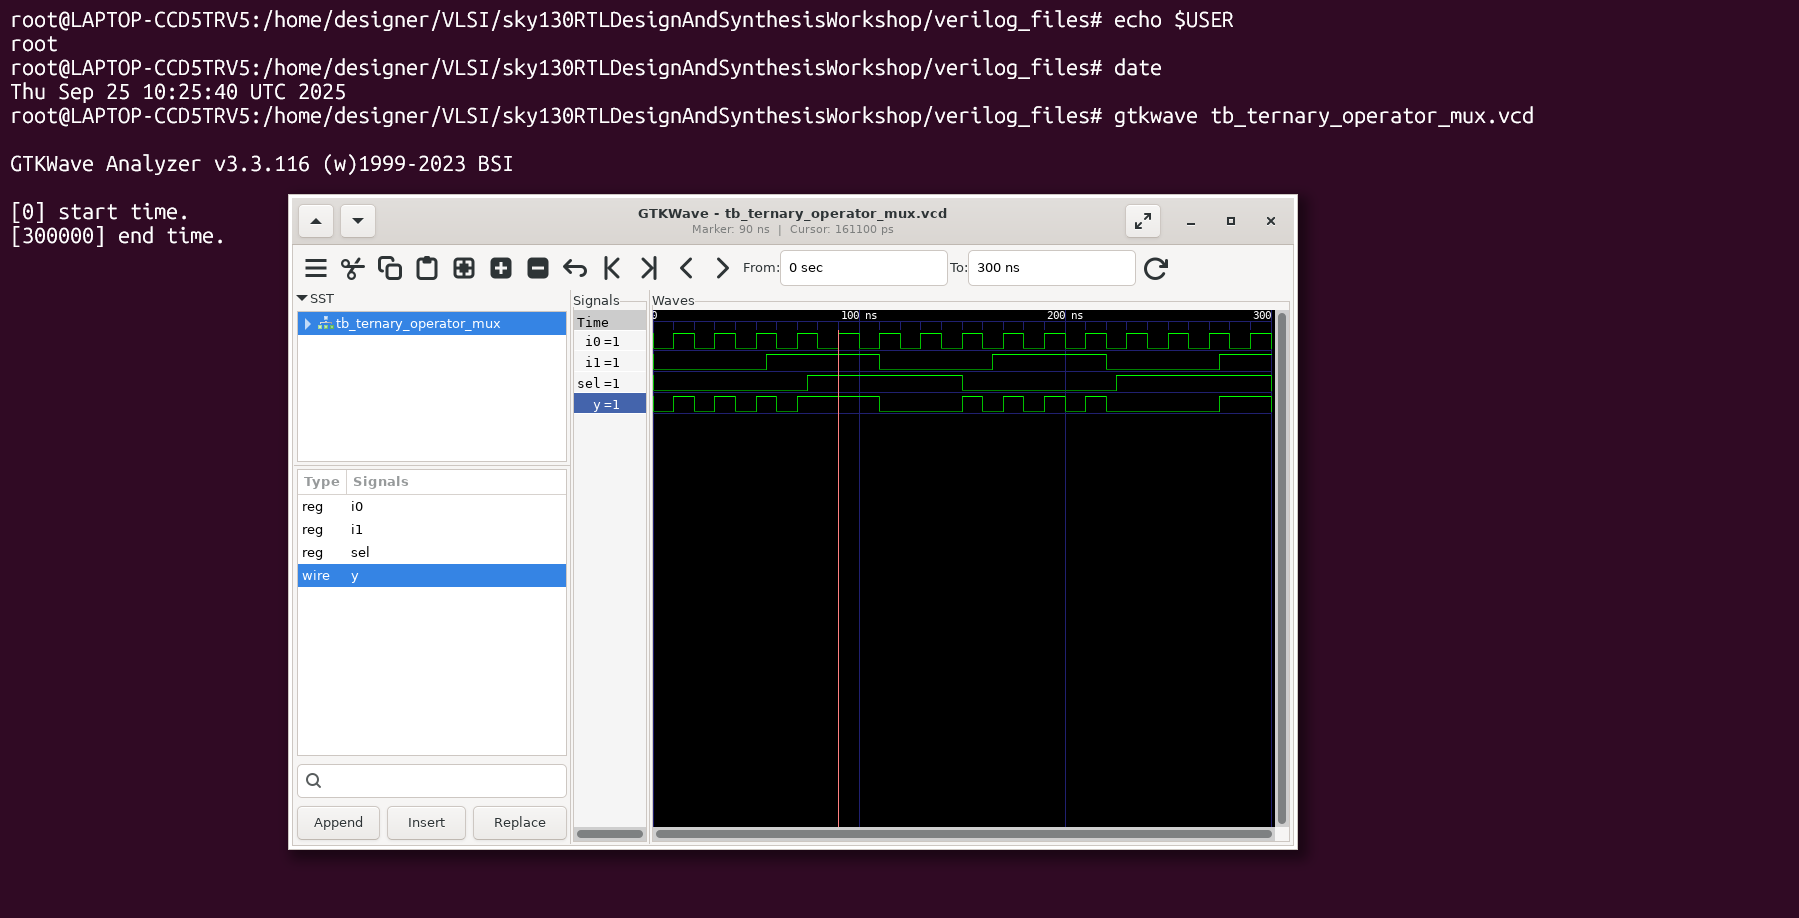 root@LAPTOP-CCD5TRV5:/home/designer/VLSI/sky130RTLDesignAndSynthesisWorkshop/verilog_files# echo $USER
root
root@LAPTOP-CCD5TRV5:/home/designer/VLSI/sky130RTLDesignAndSynthesisWorkshop/verilog_files# date
Thu Sep 25 10:25:40 UTC 2025
root@LAPTOP-CCD5TRV5:/home/designer/VLSI/sky130RTLDesignAndSynthesisWorkshop/verilog_files# gtkwave tb_ternary_operator_mux.vcd
GTKWave Analyzer v3.3.116 (w)1999-2023 BSI
[0] start time.
[300000] end time.
GTKWave - tb_ternary_operator_mux.vcd
Marker: 90 ns | Cursor: 161100 ps
From: 0 sec To: 300 ns
SST
tb_ternary_operator_mux
Type Signals
reg i0
reg i1
reg sel
wire y
Append Insert Replace
Signals
Time
i0 =1
i1 =1
sel =1
y =1
Waves
0 100 ns 200 ns 300